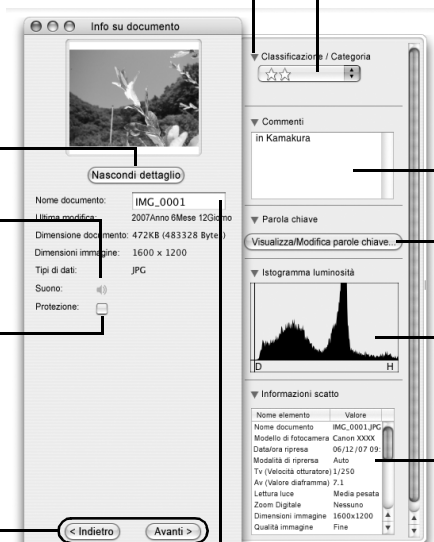 Info su documento
Nascondi dettaglio
Nome documento: IMG_0001
Ultima modifica: 2007Anno 6Mese 12Giorno
Dimensione documento: 472KB (483328 Byte)
Dimensioni immagine: 1600 x 1200
Tipi di dati: JPG
Suono:
Protezione:
< Indietro
Avanti >
Classificazione / Categoria
☆☆
Commenti
in Kamakura
Parola chiave
Visualizza/Modifica parole chiave...
Istogramma luminosità
D H
Informazioni scatto
Nome elemento Valore
Nome documento IMG_0001.JPG
Modello di fotocamera Canon XXXX
Data/ora ripresa 06/12/07 09:
Modalità di riprersa Auto
Tv (Velocità otturatore) 1/250
Av (Valore diaframma) 7.1
Lettura luce Media pesata
Zoom Digitale Nessuno
Dimensioni immagine 1600x1200
Qualità immagine Fine